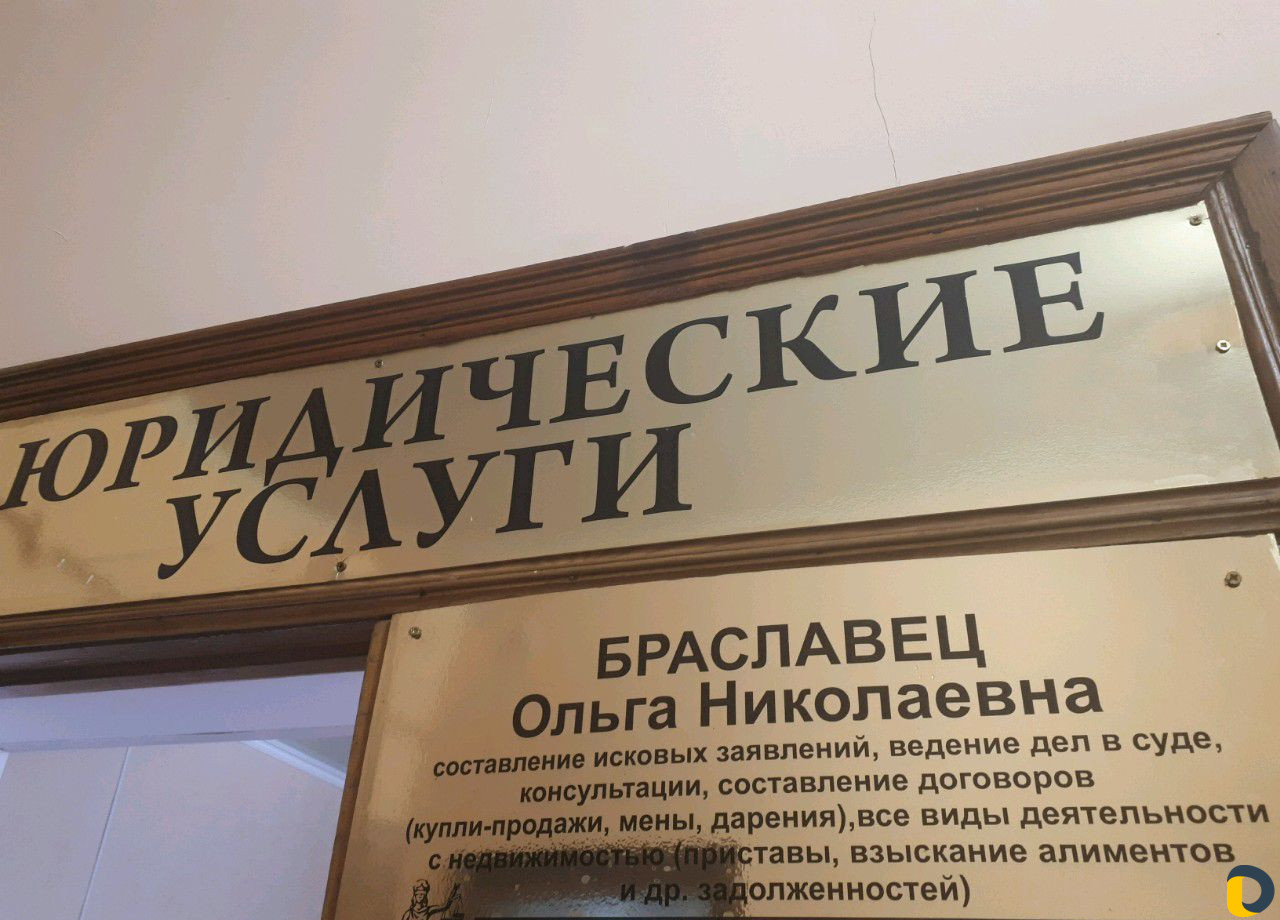 ЮРИДИЧЕСКИЕ
УСЛУГИ
БРАСЛАВЕЦ
Ольга Николаевна
составление исковых заявлений, ведение дел в суде,
консультации, составление договоров
(купли-продажи, мены, дарения),все виды деятельности
с недвижимостью (приставы, взыскание алиментов
и др. задолженностей)